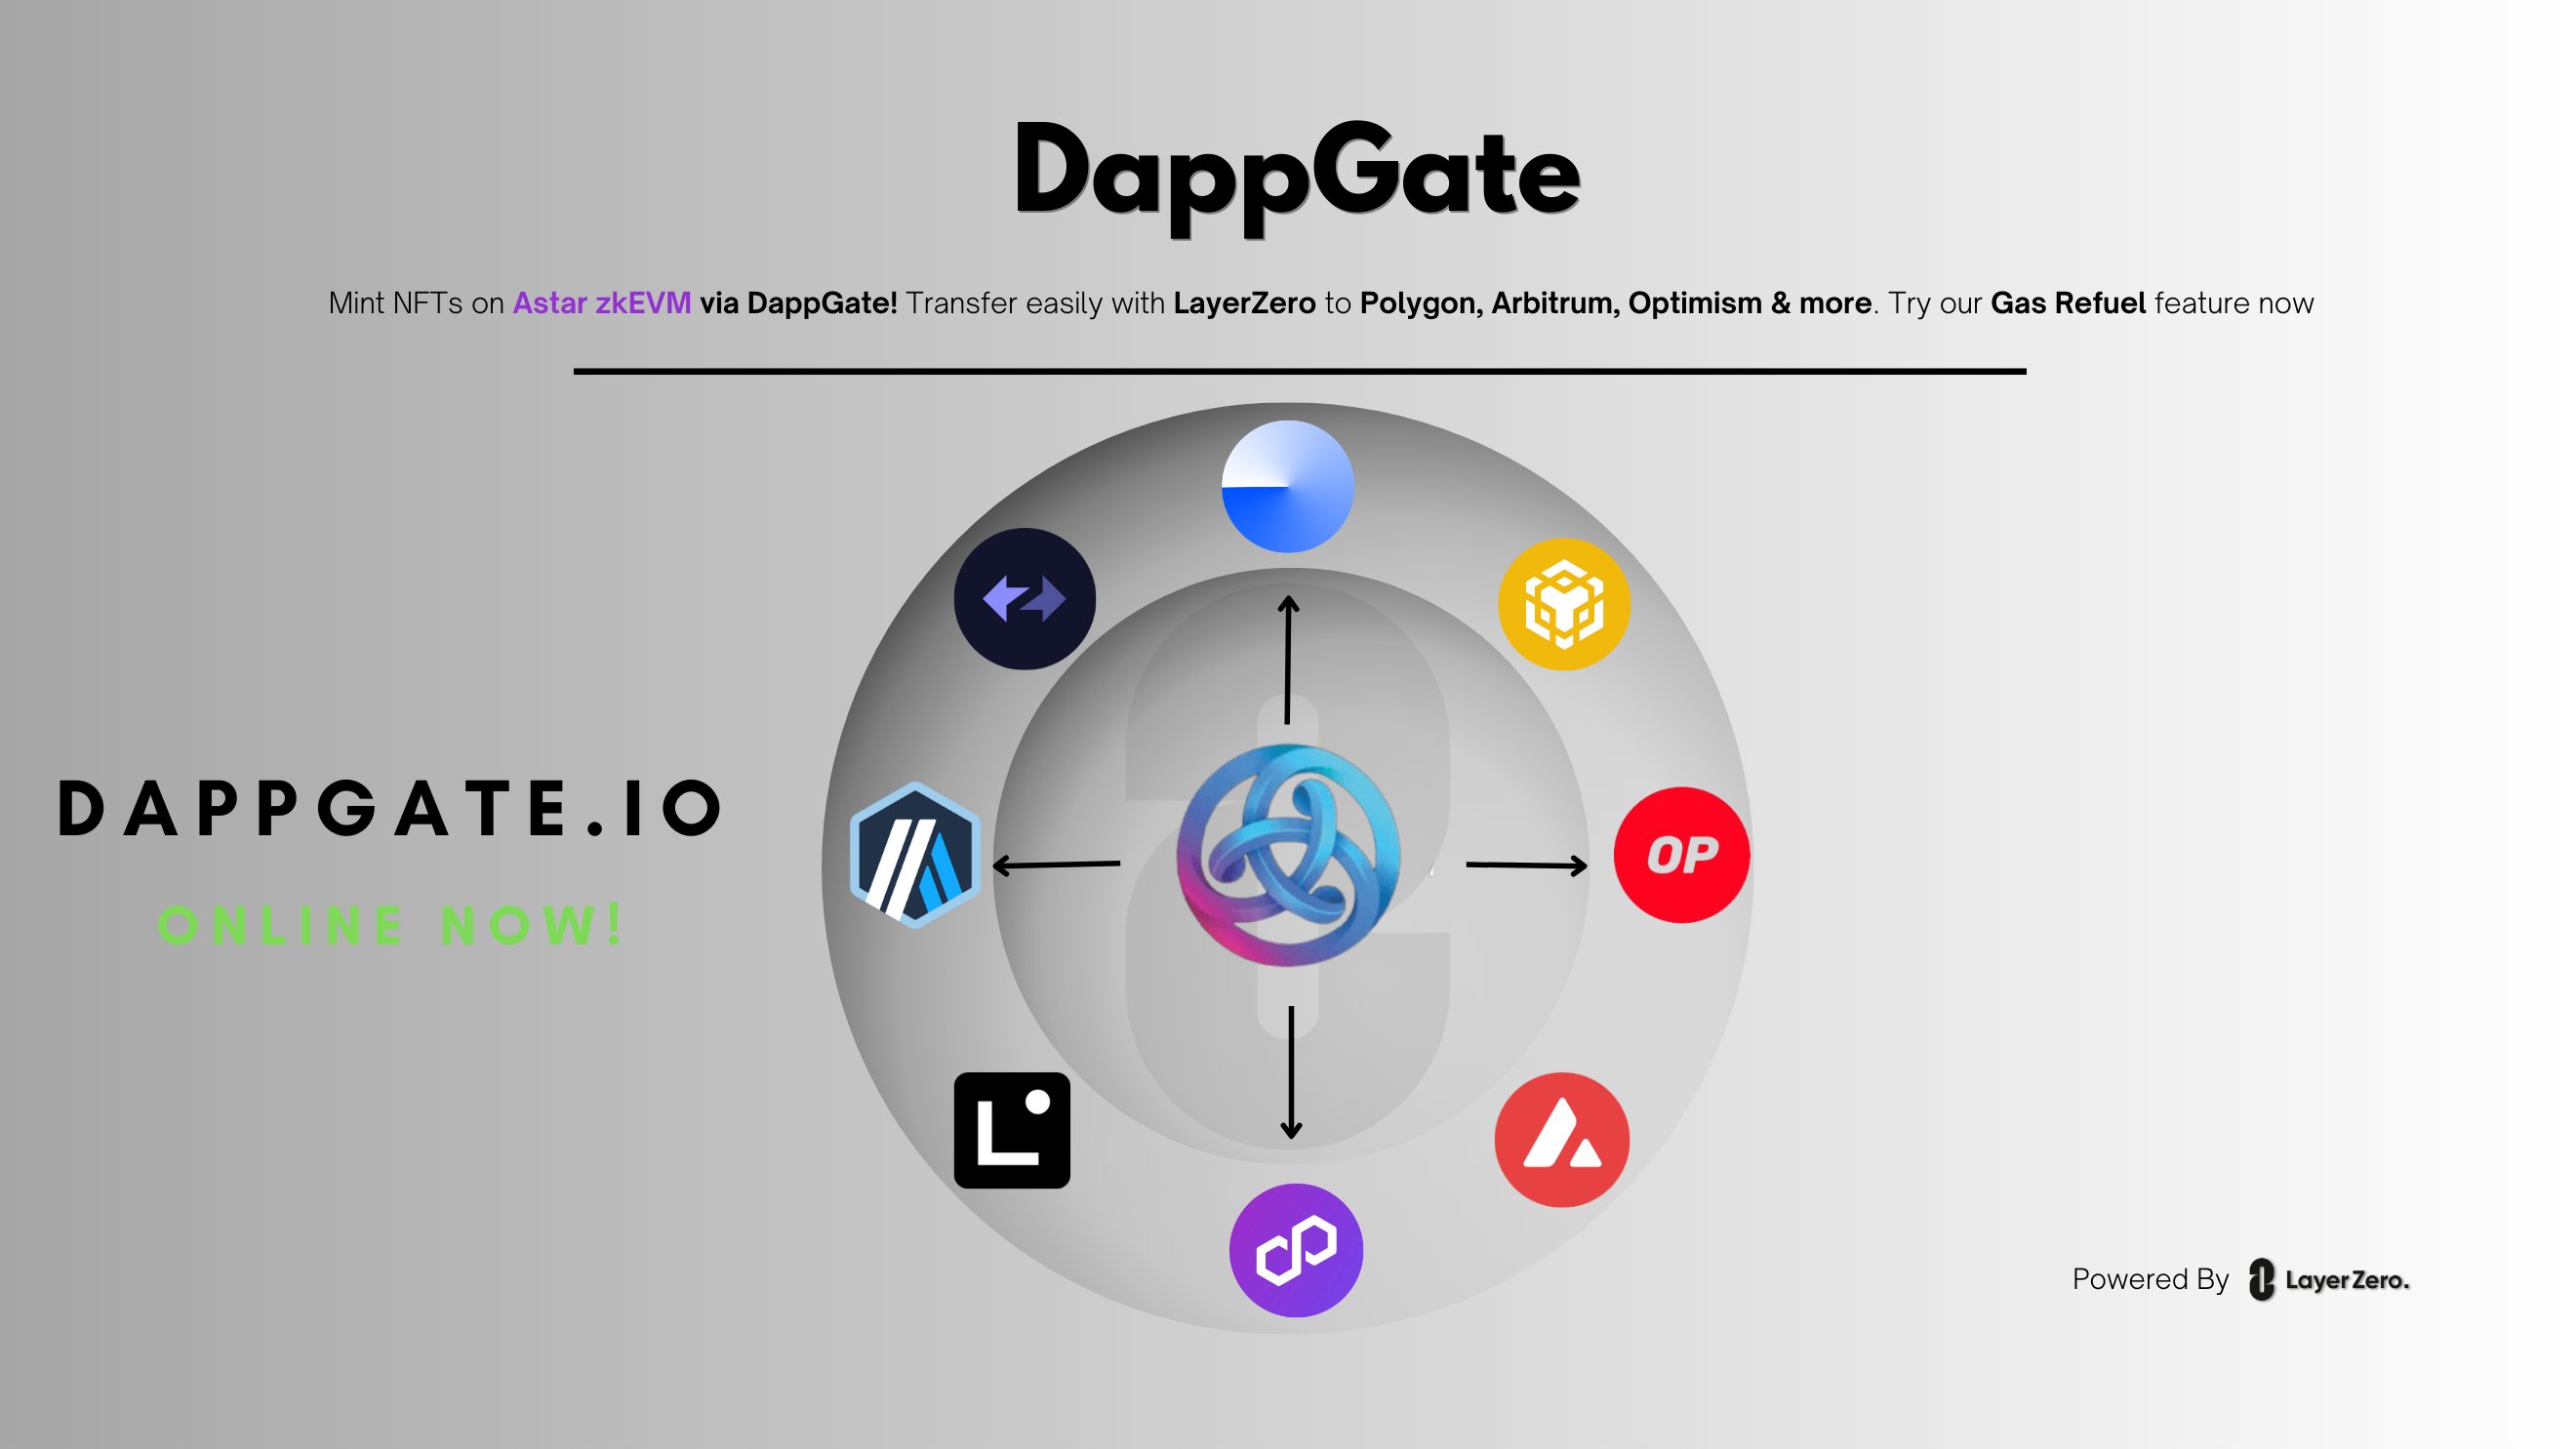 DappGate
Mint NFTs on Astar zkEVM via DappGate! Transfer easily with LayerZero to Polygon, Arbitrum, Optimism & more. Try our Gas Refuel feature now
OP
DAPPGATE.IO
ONLINE NOW!
Powered By LayerZero.